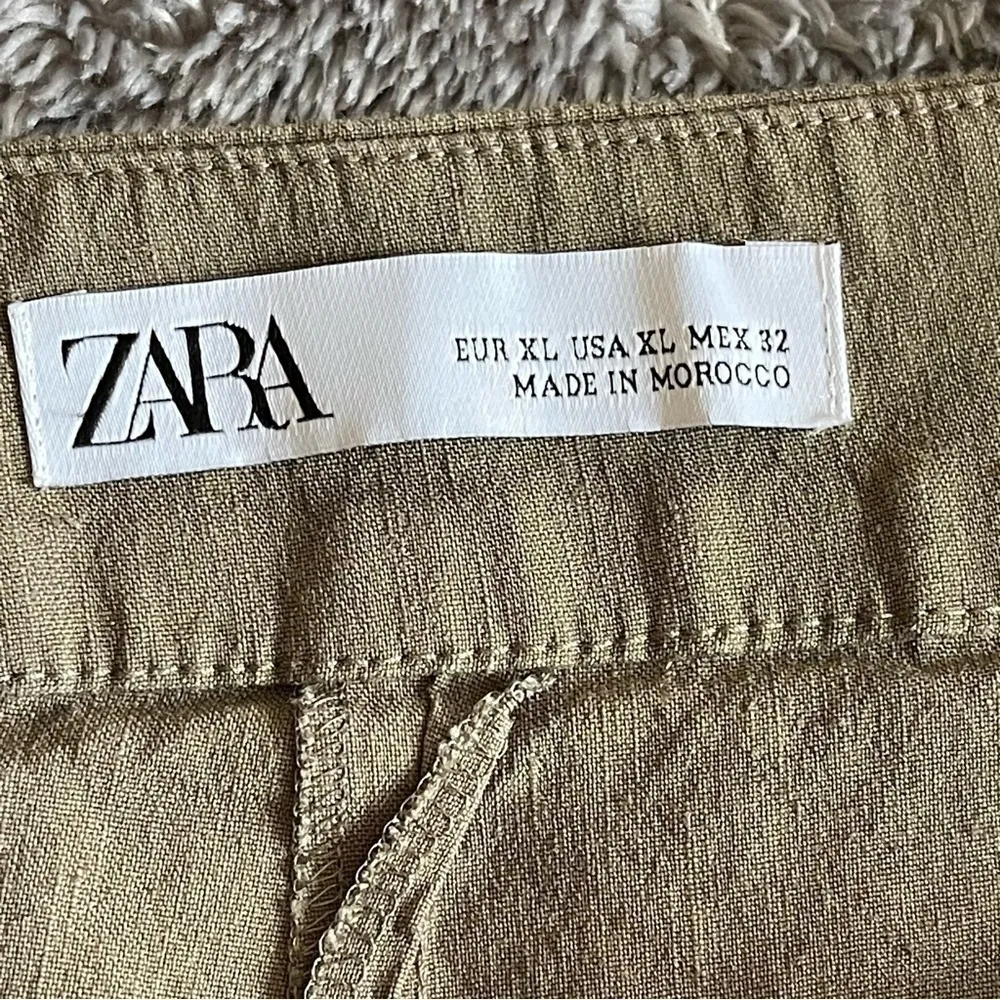 ZARA
EUR XL USA XL MEX 32
MADE IN MOROCCO